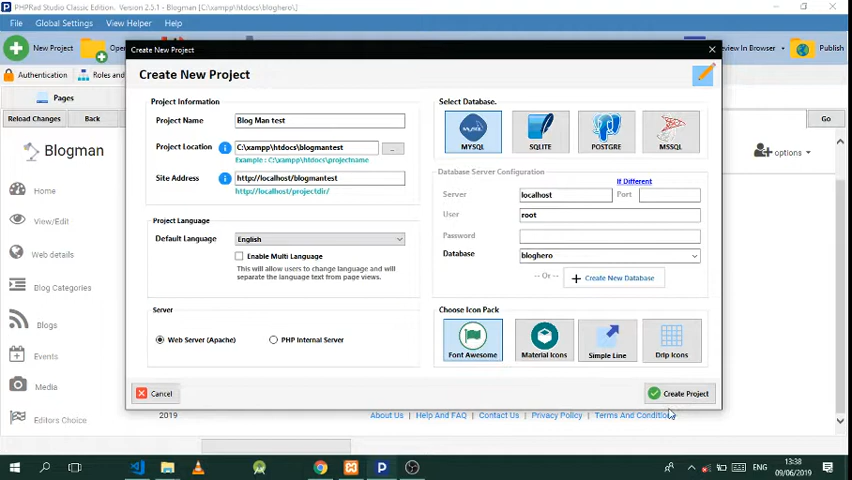 PHPRad Studio Classic Edition. - Version 2.5.1 - Blogman [C:\xampp\htdocs\bloghero\]
File Global Settings View Helper Help
New Project Open
iew In Browser Publish
Authentication Roles and
Pages
Reload Changes Back Go
Create New Project
Create New Project
Project Information
Project Name Blog Man test
Project Location C:\xampp\htdocs\blogmantest ...
Example : C:\xampp\htdocs\projectname
Site Address http://localhost/blogmantest
http://localhost/projectdir/
Project Language
Default Language English
Enable Multi Language
This will allow users to change language and will
separate the language text from page views.
Server
Web Server (Apache) PHP Internal Server
Select Database.
MYSQL SQLITE POSTGRE MSSQL
Database Server Configuration
If Different
Server localhost Port
User root
Password
Database bloghero
-- Or -- Create New Database
Choose Icon Pack
Font Awesome Material Icons Simple Line Drip Icons
Cancel Create Project
Blogman
options
Home
View/Edit
Web details
Blog Categories
Blogs
Events
Media
Editors Choice
2019 About Us | Help And FAQ | Contact Us | Privacy Policy | Terms And Condition
ENG 13:38
09/06/2019